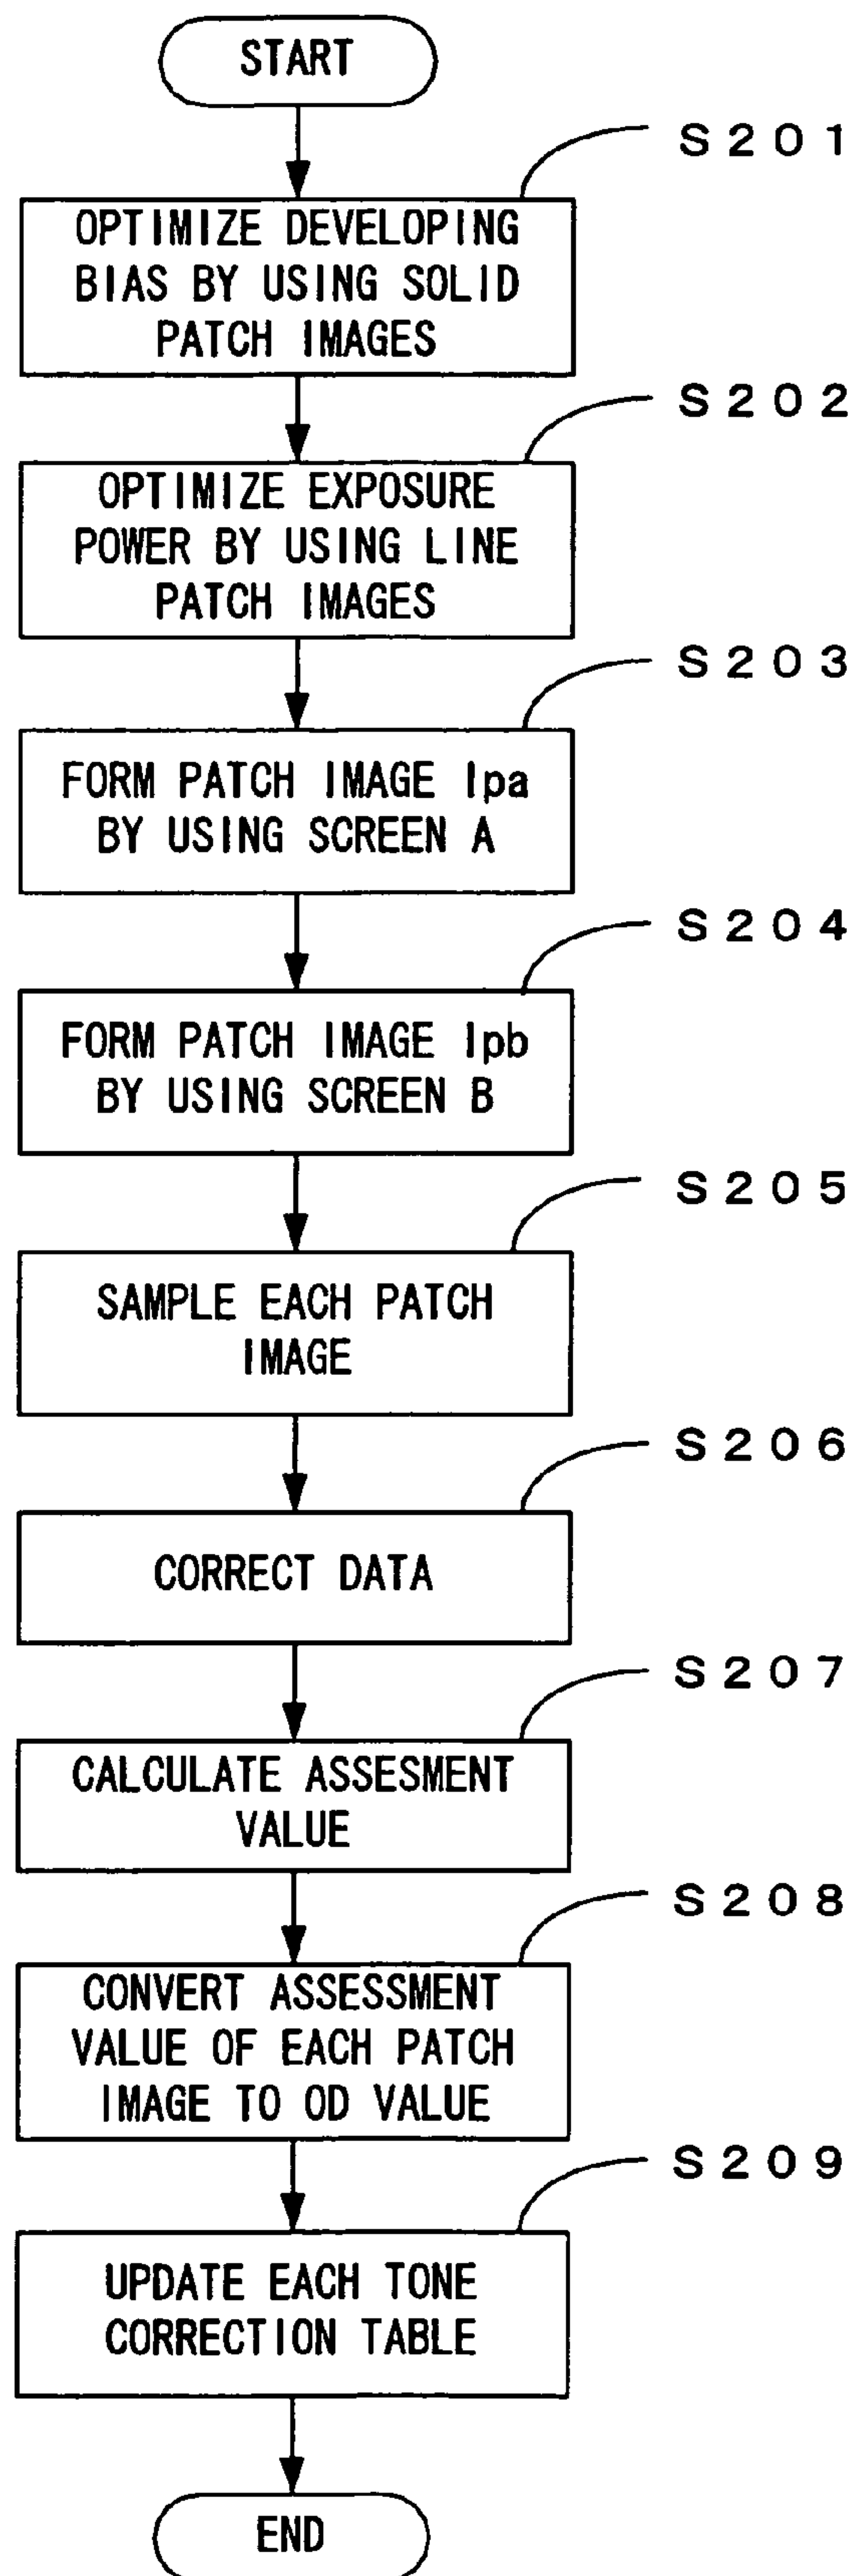 START
S201
OPTIMIZE DEVELOPING
BIAS BY USING SOLID
PATCH IMAGES
S202
OPTIMIZE EXPOSURE
POWER BY USING LINE
PATCH IMAGES
S203
FORM PATCH IMAGE Ipa
BY USING SCREEN A
S204
FORM PATCH IMAGE Ipb
BY USING SCREEN B
S205
SAMPLE EACH PATCH
IMAGE
S206
CORRECT DATA
S207
CALCULATE ASSESMENT
VALUE
S208
CONVERT ASSESSMENT
VALUE OF EACH PATCH
IMAGE TO OD VALUE
S209
UPDATE EACH TONE
CORRECTION TABLE
END